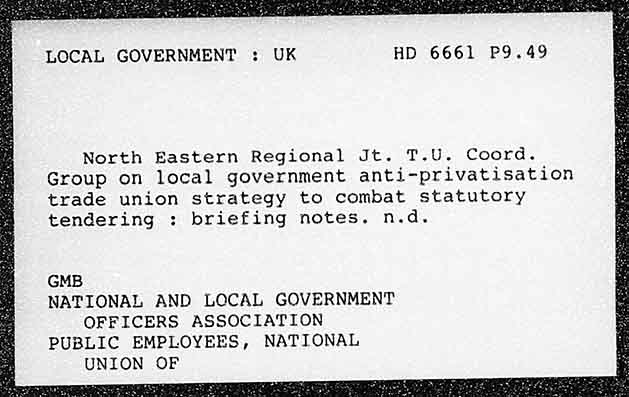 LOCAL GOVERNMENT : UK HD 6661 P9.49
North Eastern Regional Jt. T.U. Coord.
Group on local government anti-privatisation
trade union strategy to combat statutory
tendering : briefing notes. n.d.
GMB
NATIONAL AND LOCAL GOVERNMENT
OFFICERS ASSOCIATION
PUBLIC EMPLOYEES, NATIONAL
UNION OF